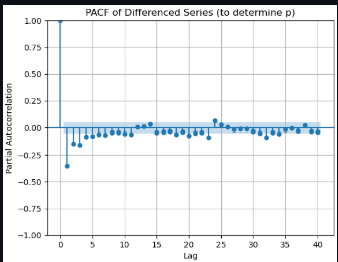 PACF of Differenced Series (to determine p)
1.00
0.75
0.50
0.25
0.00
−0.25
−0.50
−0.75
−1.00
Partial Autocorrelation
0 5 10 15 20 25 30 35 40
Lag